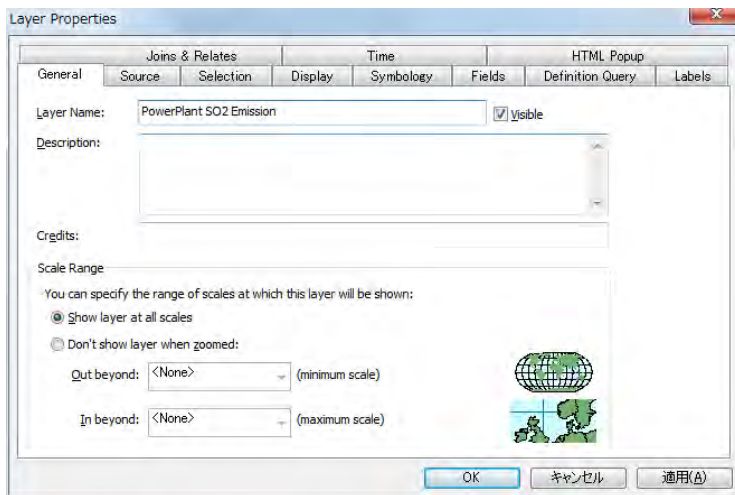 Layer Properties
Joins & Relates Time HTML Popup
General Source Selection Display Symbology Fields Definition Query Labels
Layer Name: PowerPlant SO2 Emission Visible
Description:
Credits:
Scale Range
You can specify the range of scales at which this layer will be shown:
Show layer at all scales
Don't show layer when zoomed:
Out beyond: <None> (minimum scale)
In beyond: <None> (maximum scale)
OK キャンセル 適用(A)